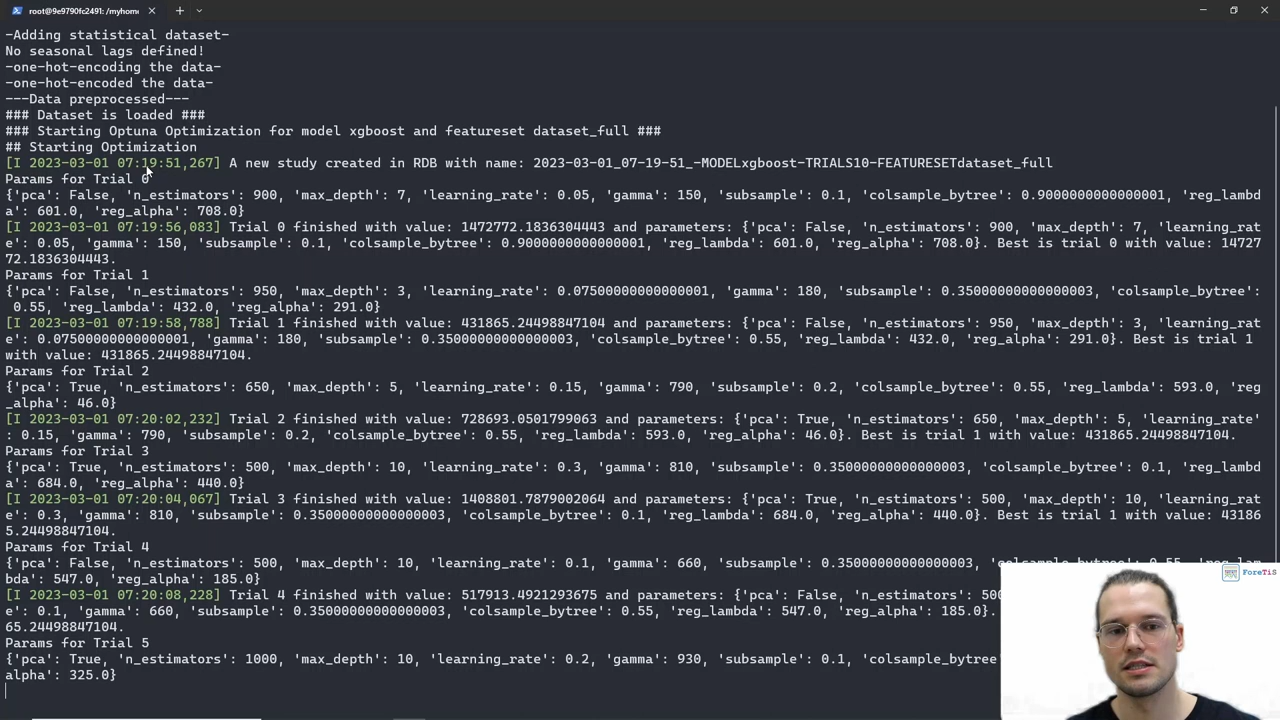 root@9e9790fc2491: /myhom
-Adding statistical dataset-
No seasonal lags defined!
-one-hot-encoding the data-
-one-hot-encoded the data-
---Data preprocessed---
### Dataset is loaded ###
### Starting Optuna Optimization for model xgboost and featureset dataset_full ###
## Starting Optimization
[I 2023-03-01 07:19:51,267] A new study created in RDB with name: 2023-03-01_07-19-51_-MODELxgboost-TRIALS10-FEATURESETdataset_full
Params for Trial 0
{'pca': False, 'n_estimators': 900, 'max_depth': 7, 'learning_rate': 0.05, 'gamma': 150, 'subsample': 0.1, 'colsample_bytree': 0.9000000000000001, 'reg_lambd
a': 601.0, 'reg_alpha': 708.0}
[I 2023-03-01 07:19:56,083] Trial 0 finished with value: 1472772.1836304443 and parameters: {'pca': False, 'n_estimators': 900, 'max_depth': 7, 'learning_rat
e': 0.05, 'gamma': 150, 'subsample': 0.1, 'colsample_bytree': 0.9000000000000001, 'reg_lambda': 601.0, 'reg_alpha': 708.0}. Best is trial 0 with value: 14727
72.1836304443.
Params for Trial 1
{'pca': False, 'n_estimators': 950, 'max_depth': 3, 'learning_rate': 0.07500000000000001, 'gamma': 180, 'subsample': 0.35000000000000003, 'colsample_bytree':
 0.55, 'reg_lambda': 432.0, 'reg_alpha': 291.0}
[I 2023-03-01 07:19:58,788] Trial 1 finished with value: 431865.24498847104 and parameters: {'pca': False, 'n_estimators': 950, 'max_depth': 3, 'learning_rat
e': 0.07500000000000001, 'gamma': 180, 'subsample': 0.35000000000000003, 'colsample_bytree': 0.55, 'reg_lambda': 432.0, 'reg_alpha': 291.0}. Best is trial 1
with value: 431865.24498847104.
Params for Trial 2
{'pca': True, 'n_estimators': 650, 'max_depth': 5, 'learning_rate': 0.15, 'gamma': 790, 'subsample': 0.2, 'colsample_bytree': 0.55, 'reg_lambda': 593.0, 'reg
_alpha': 46.0}
[I 2023-03-01 07:20:02,232] Trial 2 finished with value: 728693.0501799063 and parameters: {'pca': True, 'n_estimators': 650, 'max_depth': 5, 'learning_rate'
: 0.15, 'gamma': 790, 'subsample': 0.2, 'colsample_bytree': 0.55, 'reg_lambda': 593.0, 'reg_alpha': 46.0}. Best is trial 1 with value: 431865.24498847104.
Params for Trial 3
{'pca': True, 'n_estimators': 500, 'max_depth': 10, 'learning_rate': 0.3, 'gamma': 810, 'subsample': 0.35000000000000003, 'colsample_bytree': 0.1, 'reg_lambd
a': 684.0, 'reg_alpha': 440.0}
[I 2023-03-01 07:20:04,067] Trial 3 finished with value: 1408801.7879002064 and parameters: {'pca': True, 'n_estimators': 500, 'max_depth': 10, 'learning_rat
e': 0.3, 'gamma': 810, 'subsample': 0.35000000000000003, 'colsample_bytree': 0.1, 'reg_lambda': 684.0, 'reg_alpha': 440.0}. Best is trial 1 with value: 43186
5.24498847104.
Params for Trial 4
{'pca': False, 'n_estimators': 500, 'max_depth': 10, 'learning_rate': 0.1, 'gamma': 660, 'subsample': 0.35000000000000003, 'colsample_bytree': 0.55, 'reg_lam
bda': 547.0, 'reg_alpha': 185.0}
[I 2023-03-01 07:20:08,228] Trial 4 finished with value: 517913.4921293675 and parameters: {'pca': False, 'n_estimators': 500
e': 0.1, 'gamma': 660, 'subsample': 0.35000000000000003, 'colsample_bytree': 0.55, 'reg_lambda': 547.0, 'reg_alpha': 185.0}.
65.24498847104.
Params for Trial 5
{'pca': True, 'n_estimators': 1000, 'max_depth': 10, 'learning_rate': 0.2, 'gamma': 930, 'subsample': 0.1, 'colsample_bytree
alpha': 325.0}
ForeTiS